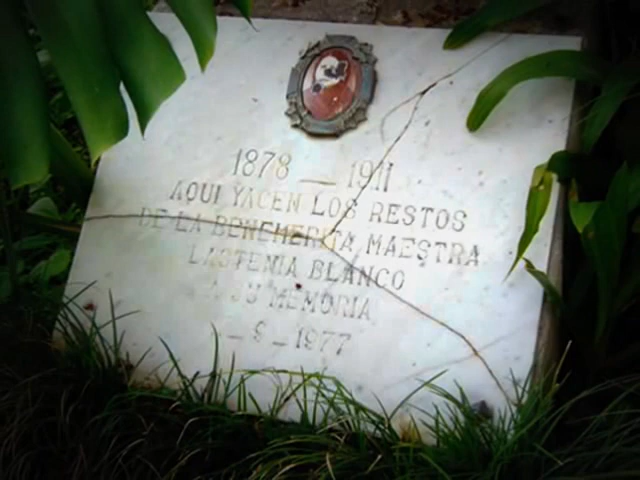 1878 — 1911
AQUI YACEN LOS RESTOS
DE LA BENEMERITA MAESTRA
LASTENIA BLANCO
A SU MEMORIA
– 9 – 1977